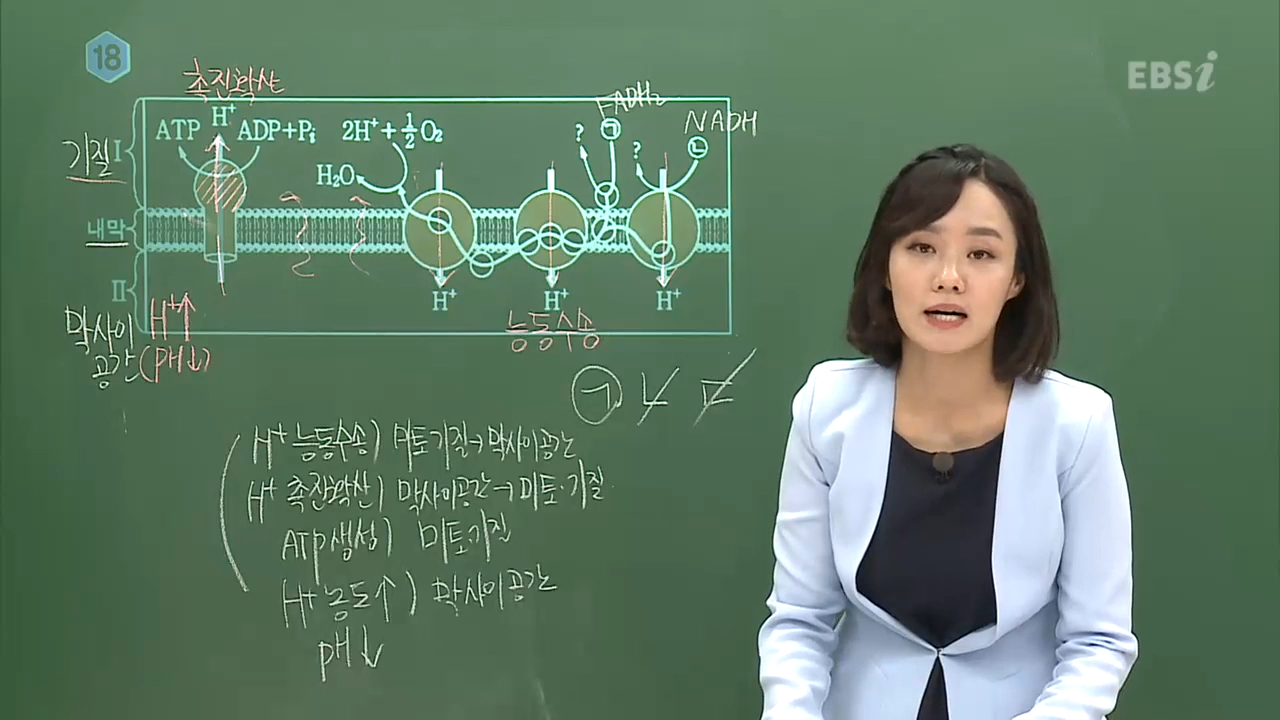 18
EBSi
촉진확산
FADH₂
NADH
ATP H⁺ ADP+Pᵢ 2H⁺+½O₂ ? ㉠ ? ㉡
기질 I
H₂O
내막
II
H⁺ H⁺ H⁺
막사이 공간
H⁺↑
(pH↓)
능동수송
㉠ ㄴ ㄷ
H⁺ 능동수송) 미토기질→막사이공간
H⁺ 촉진확산) 막사이공간→미토·기질
ATP생성) 미토·기질
H⁺ 농도↑) 막사이공간
pH↓